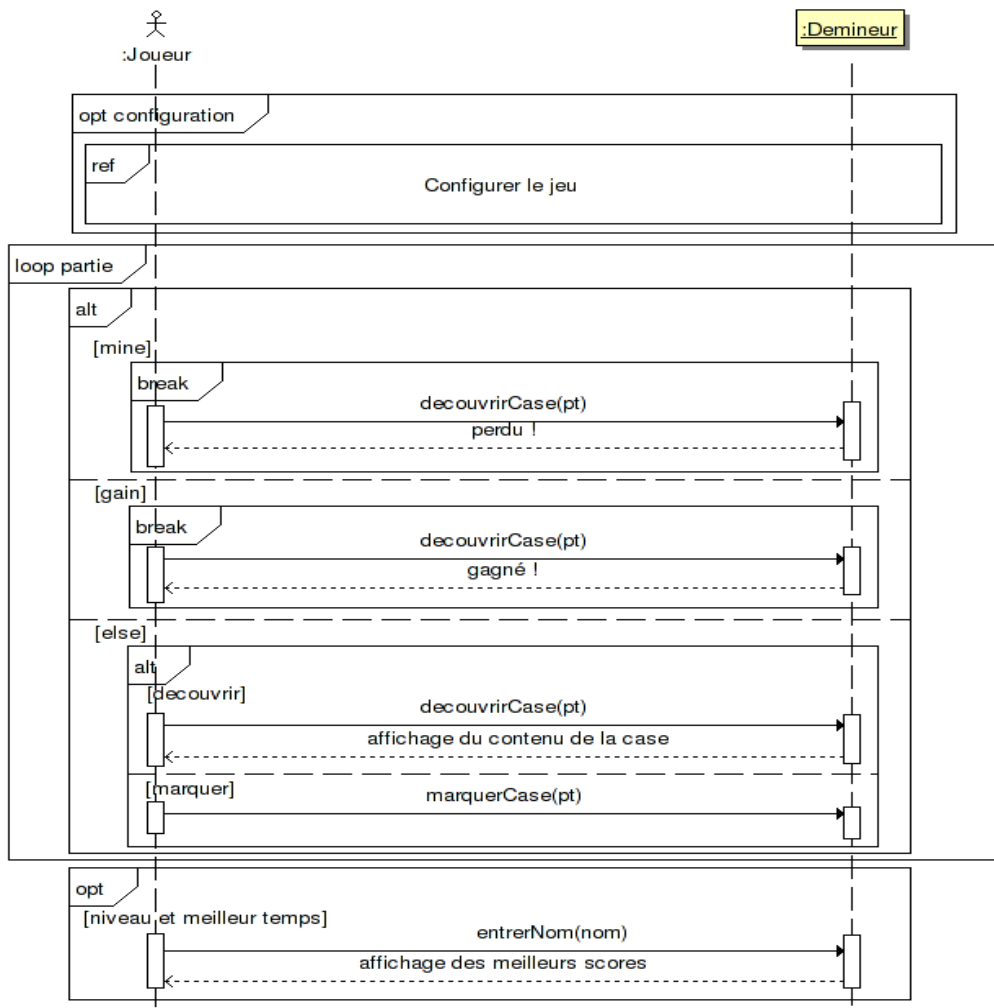 :Joueur
:Demineur
opt configuration
ref
Configurer le jeu
loop partie
alt
[mine]
break
decouvrirCase(pt)
perdu !
[gain]
break
decouvrirCase(pt)
gagné !
[else]
alt
[decouvrir]
decouvrirCase(pt)
affichage du contenu de la case
[marquer]
marquerCase(pt)
opt
[niveau et meilleur temps]
entrerNom(nom)
affichage des meilleurs scores